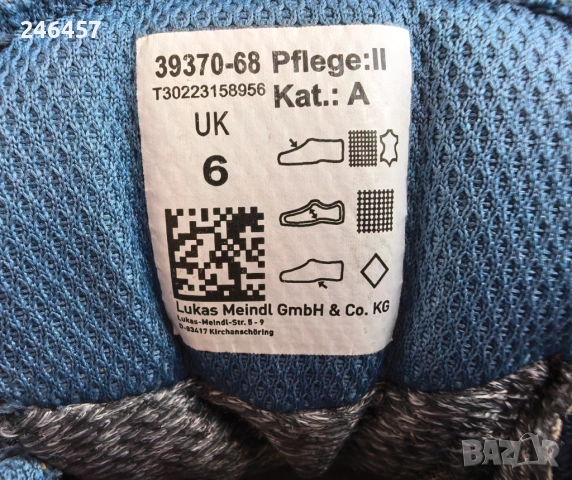 246457
39370-68 Pflege:II
T30223158956 Kat.: A
UK
6
Lukas Meindl GmbH & Co. KG
Lukas-Meindl-Str. 5 - 9
D-83417 Kirchanschöring
BAZAR